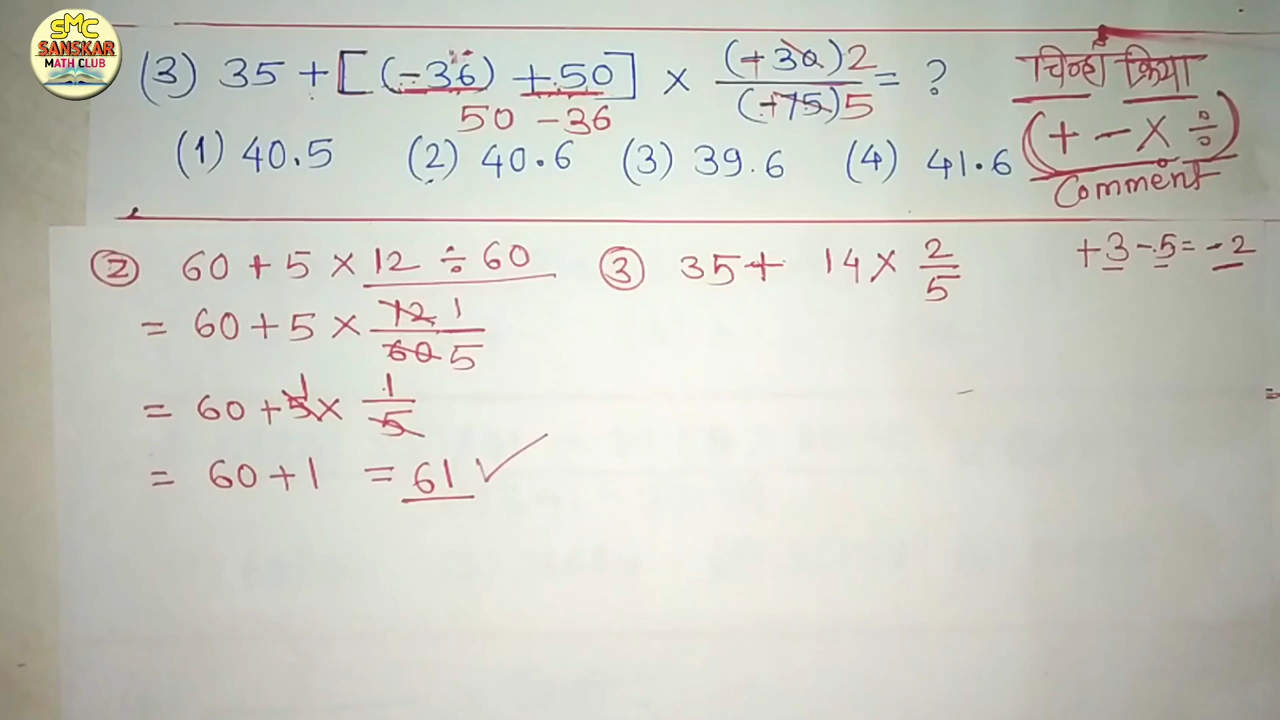 SMC
SANSKAR
MATH CLUB
(3) 35 + [(-36) + 50] × (+30)2 / (+75)5 = ?
50 - 36
(1) 40.5 (2) 40.6 (3) 39.6 (4) 41.6
चिन्हों क्रिया
(+ - × ÷)
Comment
② 60 + 5 × 12 ÷ 60
= 60 + 5 × 12 1 / 60 5
= 60 + 5 1 × 1 / 5
= 60 + 1 = 61 ✓
③ 35 + 14 × 2 / 5
+3 - 5 = -2